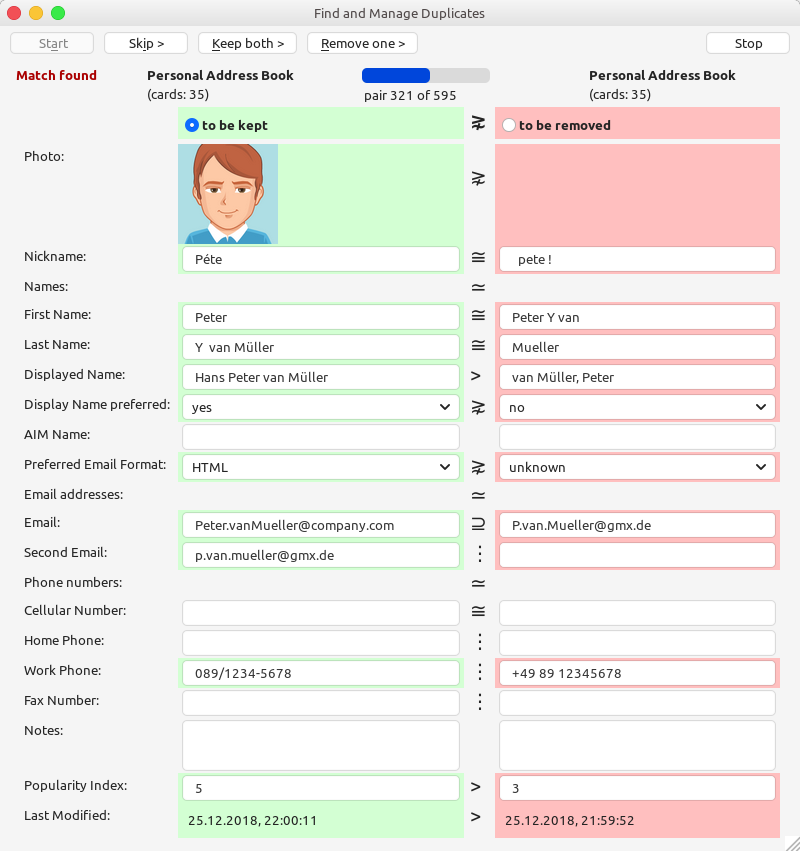 Find and Manage Duplicates
Start Skip > Keep both > Remove one > Stop
Match found Personal Address Book Personal Address Book
(cards: 35) pair 321 of 595 (cards: 35)
to be kept ⋧ to be removed
Photo: ⋧
Nickname: Péte ≅ pete !
Names: ≃
First Name: Peter ≅ Peter Y van
Last Name: Y van Müller ≅ Mueller
Displayed Name: Hans Peter van Müller > van Müller, Peter
Display Name preferred: yes ⋧ no
AIM Name:
Preferred Email Format: HTML ⋧ unknown
Email addresses: ≃
Email: Peter.vanMueller@company.com ⊇ P.van.Mueller@gmx.de
Second Email: p.van.mueller@gmx.de ⋮
Phone numbers: ≃
Cellular Number: ≅
Home Phone: ⋮
Work Phone: 089/1234-5678 ⋮ +49 89 12345678
Fax Number: ⋮
Notes:
Popularity Index: 5 > 3
Last Modified: 25.12.2018, 22:00:11 > 25.12.2018, 21:59:52